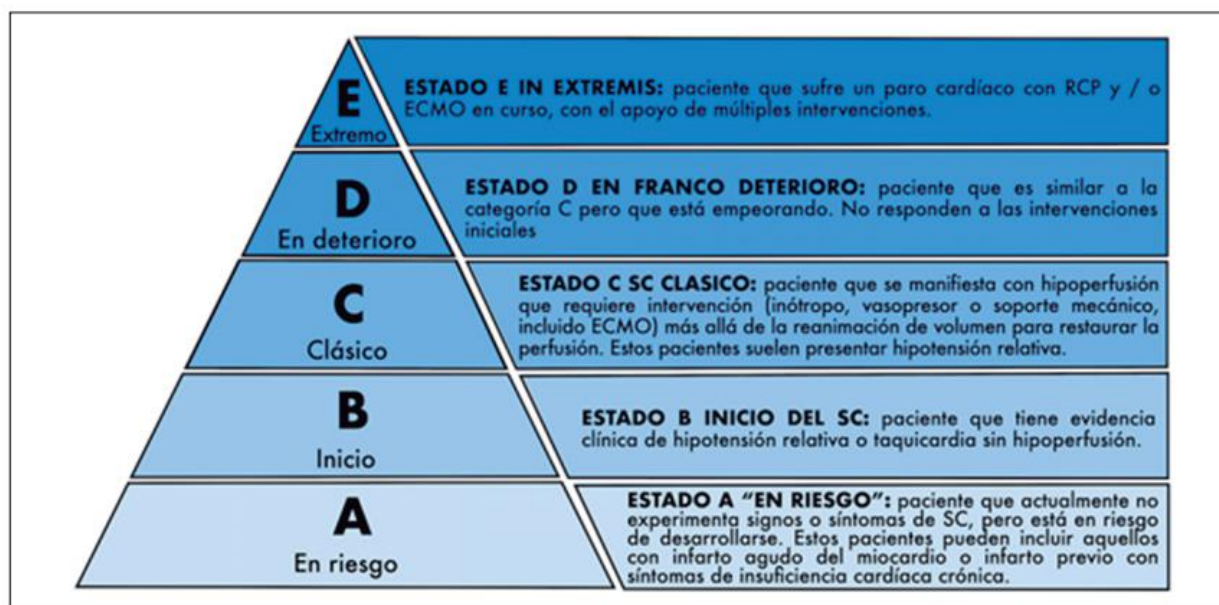 E
Extremo
ESTADO E IN EXTREMIS: paciente que sufre un paro cardíaco con RCP y / o
ECMO en curso, con el apoyo de múltiples intervenciones.
D
En deterioro
ESTADO D EN FRANCO DETERIORO: paciente que es similar a la
categoría C pero que está empeorando. No responden a las intervenciones
iniciales
C
Clásico
ESTADO C SC CLASICO: paciente que se manifiesta con hipoperfusión
que requiere intervención (inótropo, vasopresor o soporte mecánico,
incluido ECMO) más allá de la reanimación de volumen para restaurar la
perfusión. Estos pacientes suelen presentar hipotensión relativa.
B
Inicio
ESTADO B INICIO DEL SC: paciente que tiene evidencia
clínica de hipotensión relativa o taquicardia sin hipoperfusión.
A
En riesgo
ESTADO A “EN RIESGO”: paciente que actualmente no
experimenta signos o síntomas de SC, pero está en riesgo
de desarrollarse. Estos pacientes pueden incluir aquellos
con infarto agudo del miocardio o infarto previo con
síntomas de insuficiencia cardíaca crónica.